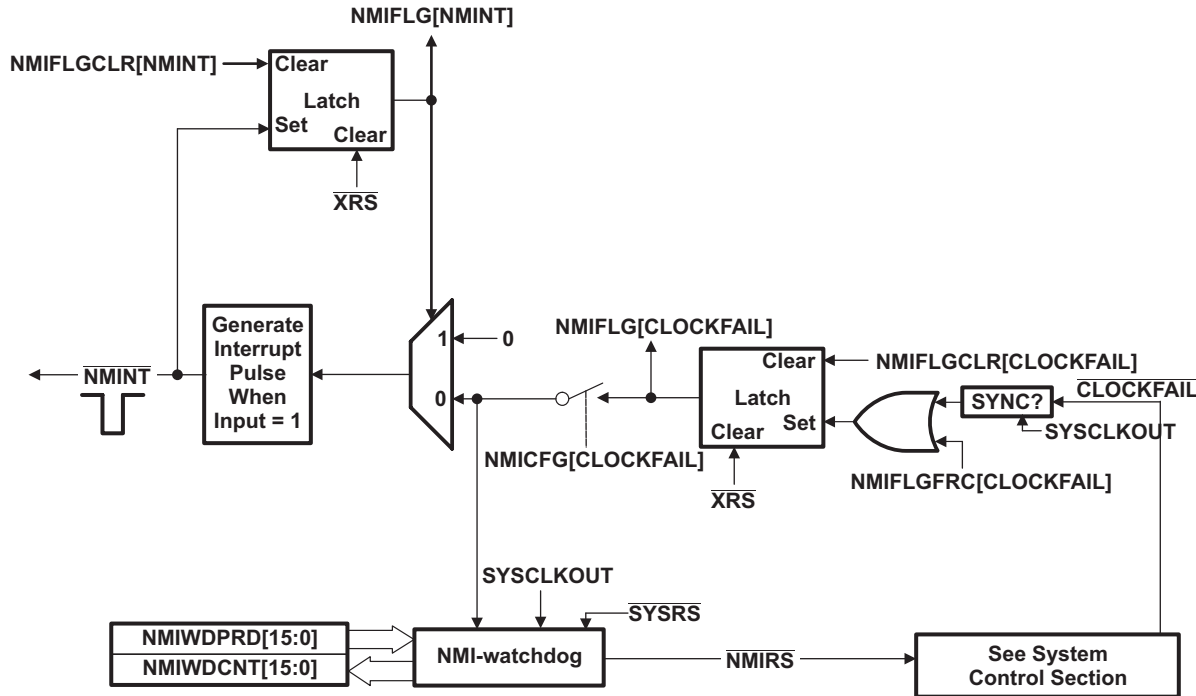 NMIFLG[NMINT]
NMIFLGCLR[NMINT]
Clear
Latch
Set
Clear
XRS
Generate
Interrupt
Pulse
When
Input = 1
NMINT
1
0
0
NMIFLG[CLOCKFAIL]
NMICFG[CLOCKFAIL]
Clear
Latch
Clear
Set
XRS
NMIFLGCLR[CLOCKFAIL]
CLOCKFAIL
SYNC?
SYSCLKOUT
NMIFLGFRC[CLOCKFAIL]
SYSCLKOUT
SYSRS
NMIWDPRD[15:0]
NMIWDCNT[15:0]
NMI-watchdog
NMIRS
See System
Control Section